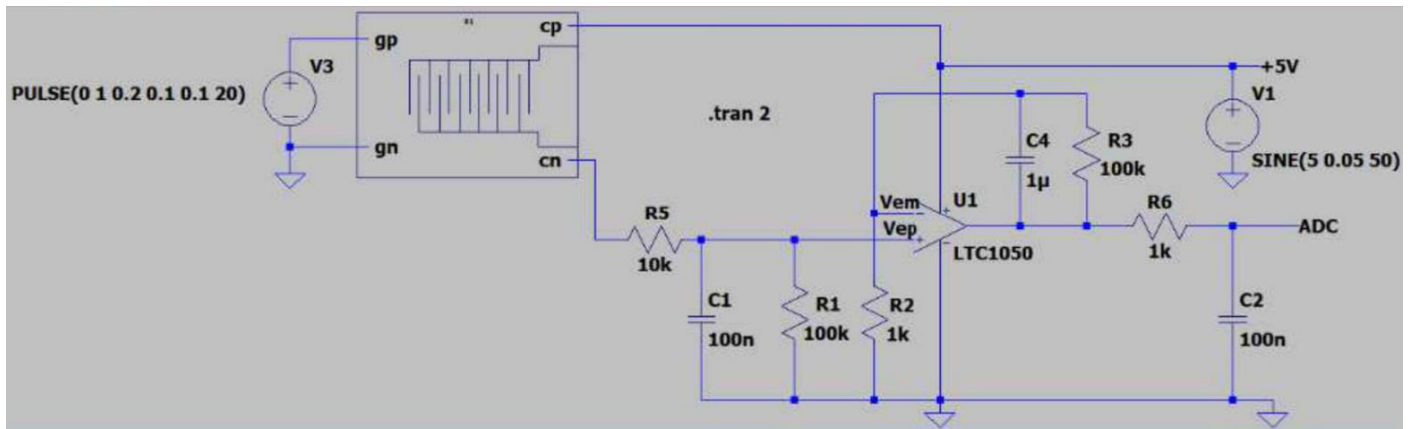 cp
gp
V3
PULSE(0 1 0.2 0.1 0.1 20)
gn
cn
.tran 2
+5V
V1
SINE(5 0.05 50)
C4
1µ
R3
100k
Vem
U1
Vep
LTC1050
R5
10k
R6
1k
ADC
C1
100n
R1
100k
R2
1k
C2
100n